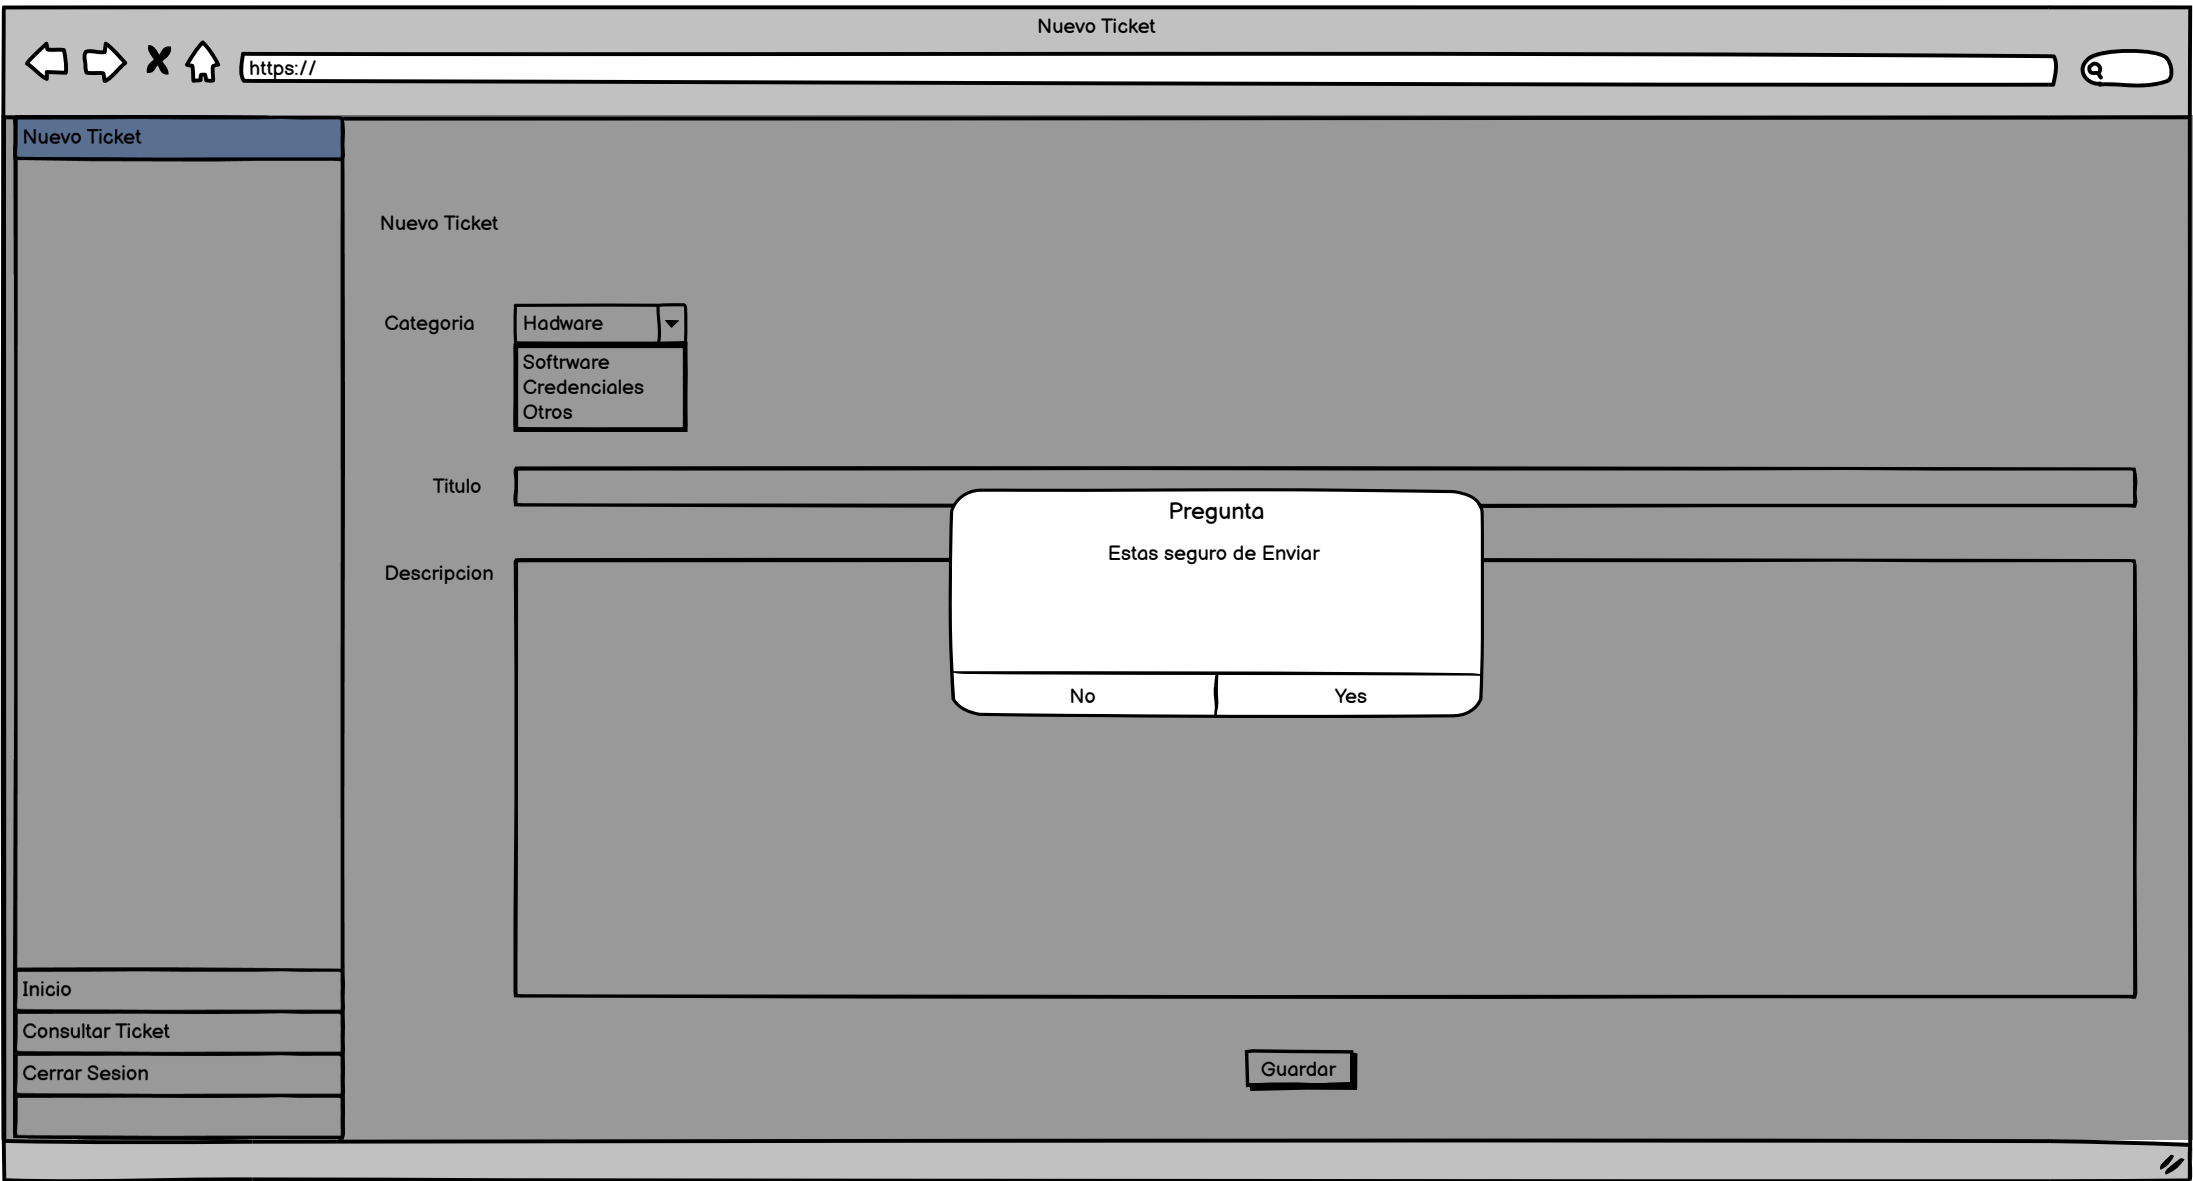 Nuevo Ticket
https://
Nuevo Ticket
Nuevo Ticket
Categoria
Hadware
Softrware
Credenciales
Otros
Titulo
Pregunta
Estas seguro de Enviar
No
Yes
Descripcion
Inicio
Consultar Ticket
Cerrar Sesion
Guardar